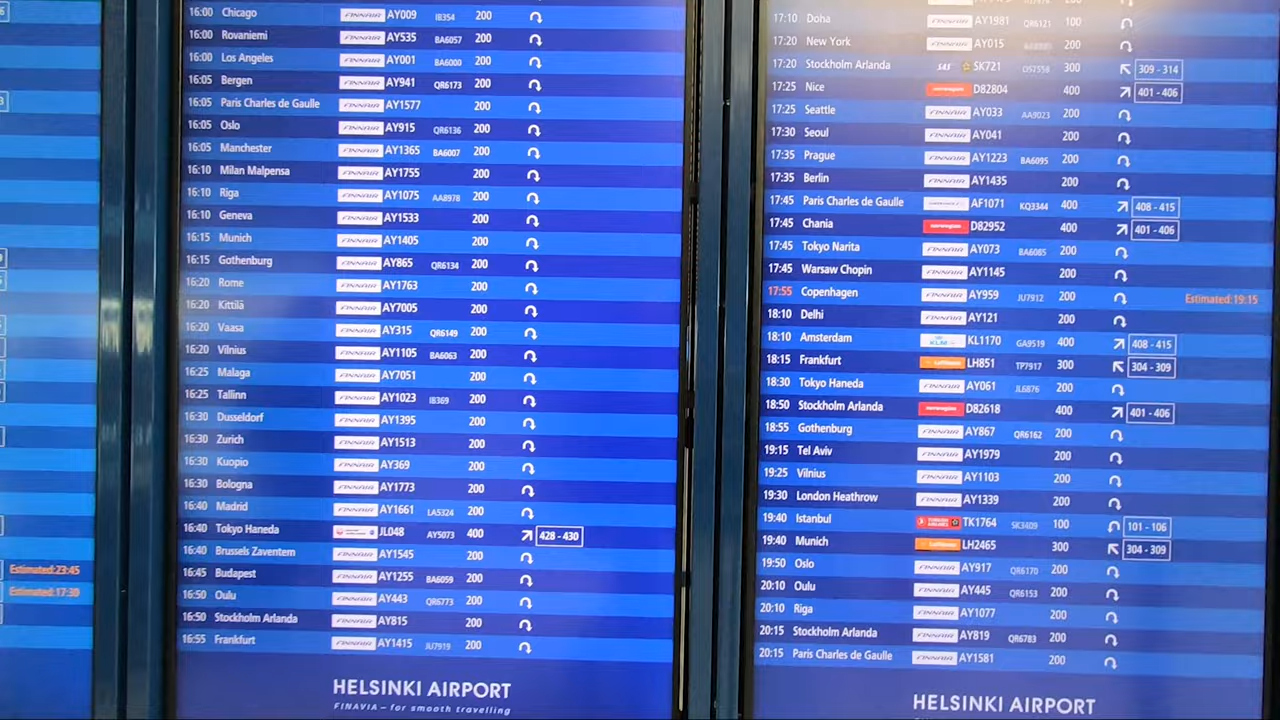 Estimated:23:45
Estimated:17:30
16:00 Chicago FINNAIR AY009 IB354 200
16:00 Rovaniemi FINNAIR AY535 BA6057 200
16:00 Los Angeles FINNAIR AY001 BA6000 200
16:05 Bergen FINNAIR AY941 QR6173 200
16:05 Paris Charles de Gaulle FINNAIR AY1577 200
16:05 Oslo FINNAIR AY915 QR6136 200
16:05 Manchester FINNAIR AY1365 BA6007 200
16:10 Milan Malpensa FINNAIR AY1755 200
16:10 Riga FINNAIR AY1075 AA8978 200
16:10 Geneva FINNAIR AY1533 200
16:15 Munich FINNAIR AY1405 200
16:15 Gothenburg FINNAIR AY865 QR6134 200
16:20 Rome FINNAIR AY1763 200
16:20 Kittilä FINNAIR AY7005 200
16:20 Vaasa FINNAIR AY315 QR6149 200
16:20 Vilnius FINNAIR AY1105 BA6063 200
16:25 Malaga FINNAIR AY7051 200
16:25 Tallinn FINNAIR AY1023 IB369 200
16:30 Dusseldorf FINNAIR AY1395 200
16:30 Zurich FINNAIR AY1513 200
16:30 Kuopio FINNAIR AY369 200
16:30 Bologna FINNAIR AY1773 200
16:40 Madrid FINNAIR AY1661 LA5324 200
16:40 Tokyo Haneda JL048 AY5073 400 428 - 430
16:40 Brussels Zaventem FINNAIR AY1545 200
16:45 Budapest FINNAIR AY1255 BA6059 200
16:50 Oulu FINNAIR AY443 QR6773 200
16:50 Stockholm Arlanda FINNAIR AY815 200
16:55 Frankfurt FINNAIR AY1415 JU7919 200
HELSINKI AIRPORT
FINAVIA – for smooth travelling
17:10 Doha FINNAIR AY1981 QR6121 100
17:20 New York FINNAIR AY015 200
17:20 Stockholm Arlanda SAS SK721 OS7558 300 309 - 314
17:25 Nice norwegian D82804 400 401 - 406
17:25 Seattle FINNAIR AY033 AA9023 200
17:30 Seoul FINNAIR AY041 200
17:35 Prague FINNAIR AY1223 BA6095 200
17:35 Berlin FINNAIR AY1435 200
17:45 Paris Charles de Gaulle AF1071 KQ3344 400 408 - 415
17:45 Chania norwegian D82952 400 401 - 406
17:45 Tokyo Narita FINNAIR AY073 BA6065 200
17:45 Warsaw Chopin FINNAIR AY1145 200
17:55 Copenhagen FINNAIR AY959 JU7912 200 Estimated:19:15
18:10 Delhi FINNAIR AY121 200
18:10 Amsterdam KLM KL1170 GA9519 400 408 - 415
18:15 Frankfurt Lufthansa LH851 TP7917 300 304 - 309
18:30 Tokyo Haneda FINNAIR AY061 JL6876 200
18:50 Stockholm Arlanda norwegian D82618 400 401 - 406
18:55 Gothenburg FINNAIR AY867 QR6162 200
19:15 Tel Aviv FINNAIR AY1979 200
19:25 Vilnius FINNAIR AY1103 200
19:30 London Heathrow FINNAIR AY1339 200
19:40 Istanbul TURKISH AIRLINES TK1764 SK3409 100 101 - 106
19:40 Munich Lufthansa LH2465 300 304 - 309
19:50 Oslo FINNAIR AY917 QR6170 200
20:10 Oulu FINNAIR AY445 QR6153 200
20:10 Riga FINNAIR AY1077 200
20:15 Stockholm Arlanda FINNAIR AY819 QR6783 200
20:15 Paris Charles de Gaulle FINNAIR AY1581 200
HELSINKI AIRPORT